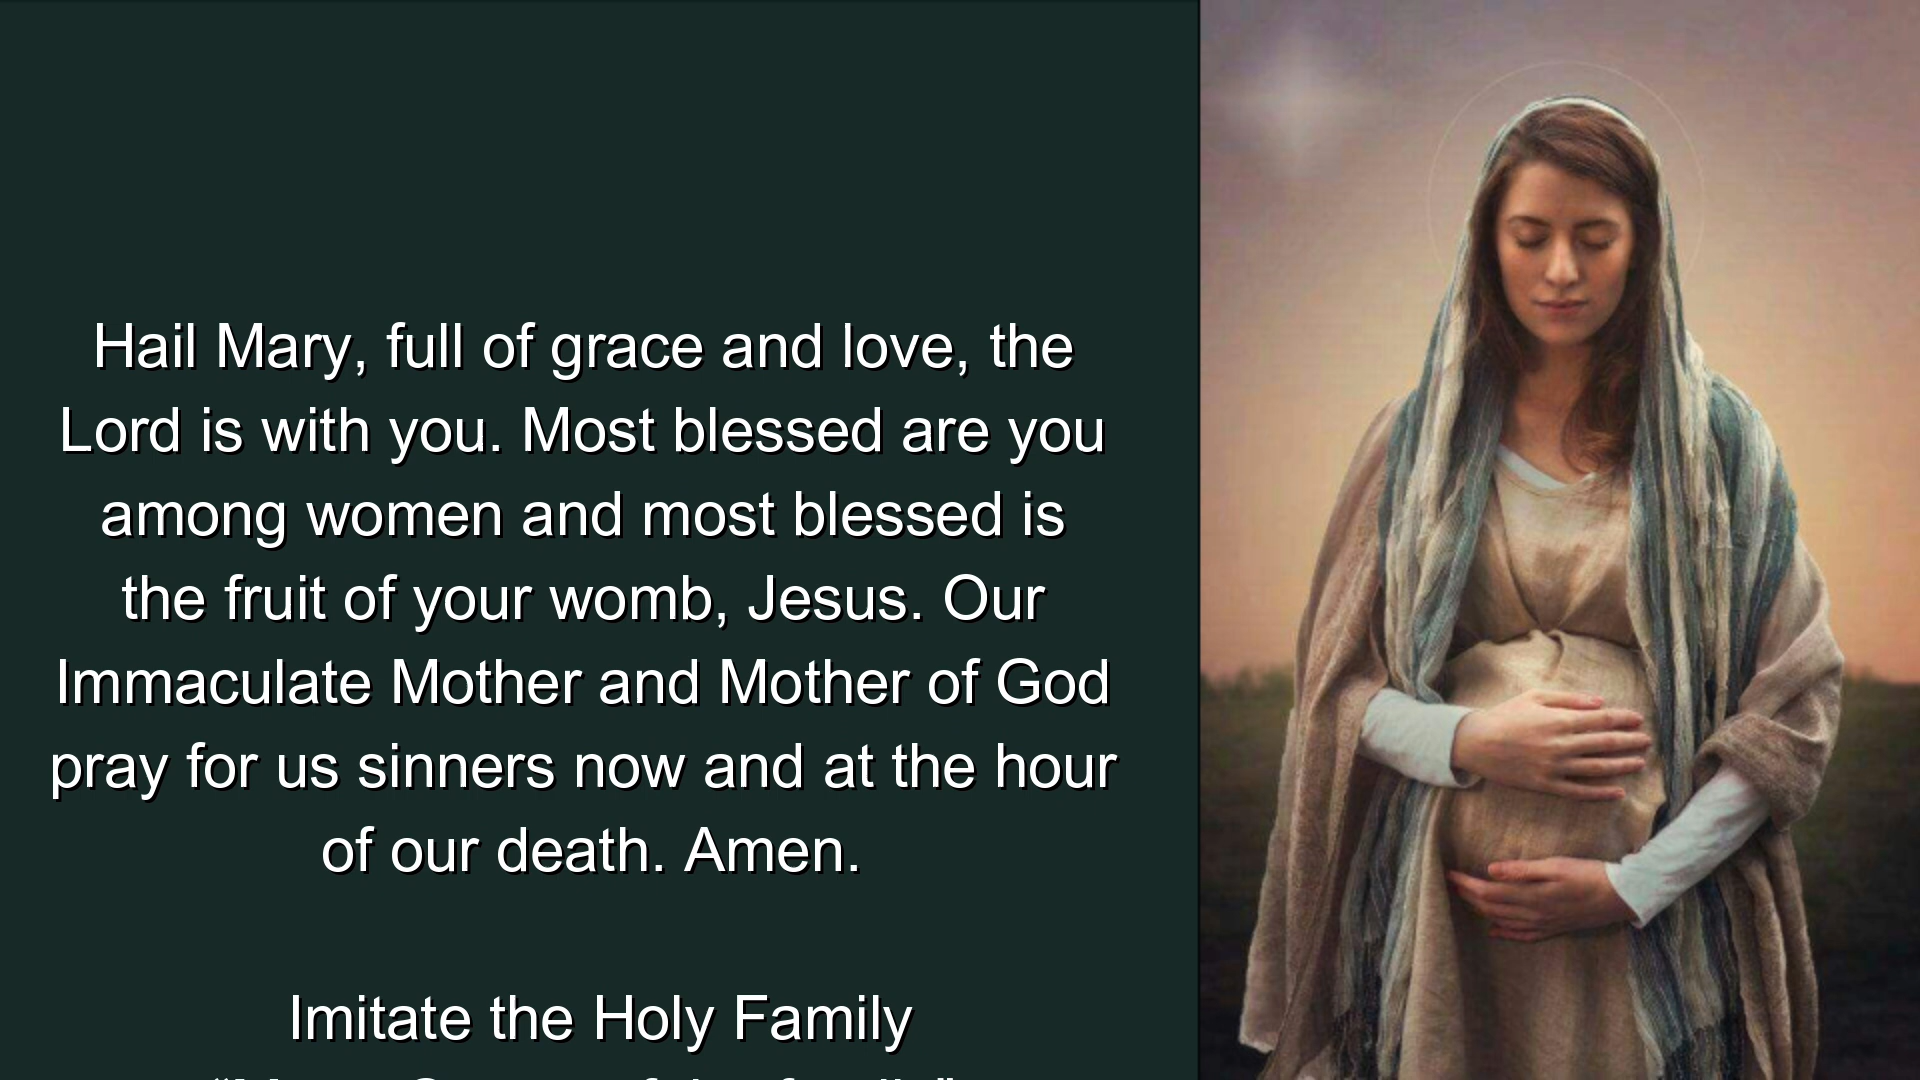 Hail Mary, full of grace and love, the
Lord is with you. Most blessed are you
among women and most blessed is
the fruit of your womb, Jesus. Our
Immaculate Mother and Mother of God
pray for us sinners now and at the hour
of our death. Amen.
Imitate the Holy Family